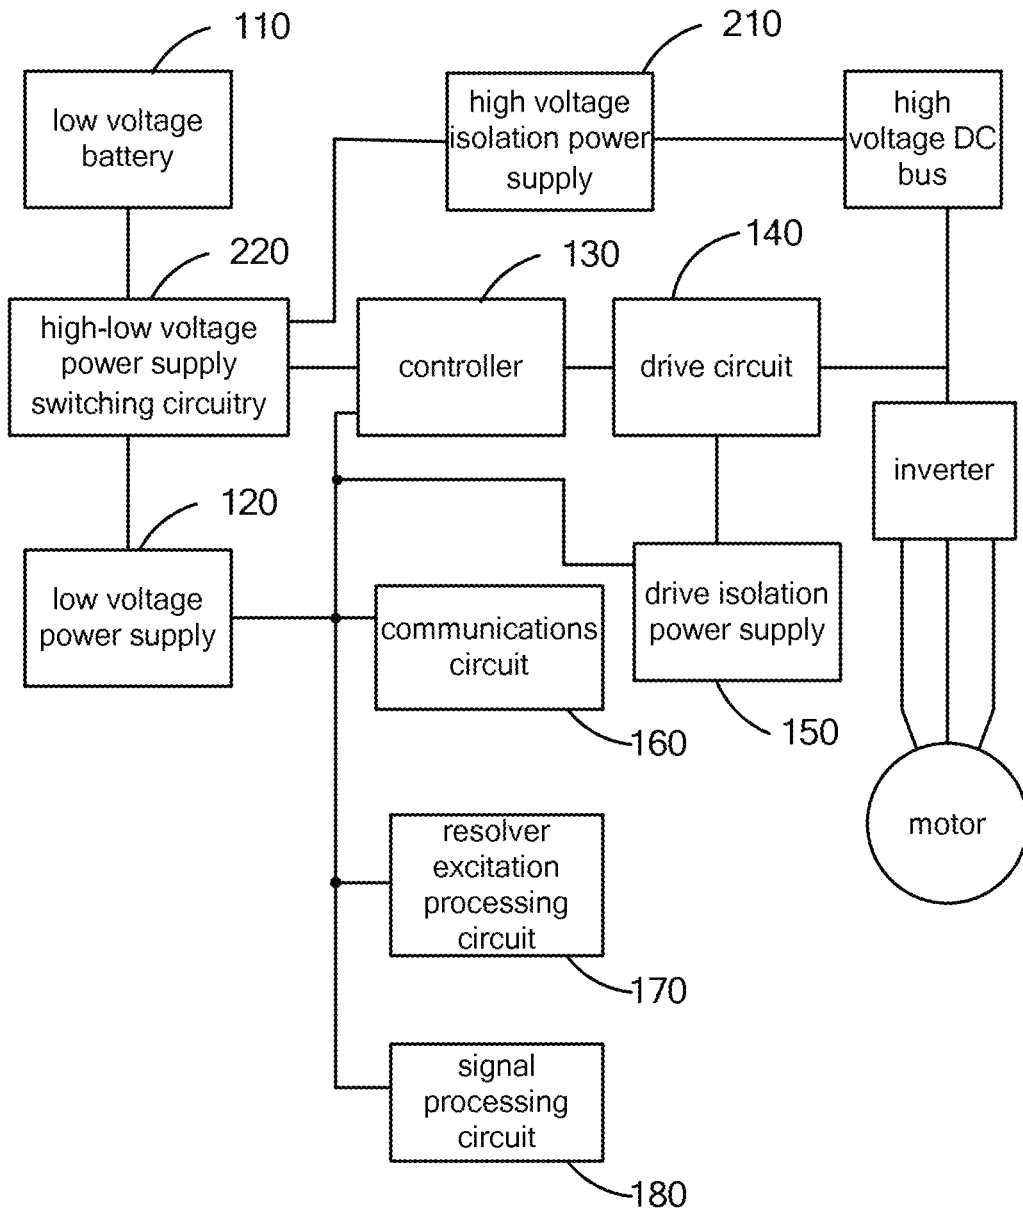 110
210
low voltage
battery
high voltage
isolation power
supply
high
voltage DC
bus
220
130
140
high-low voltage
power supply
switching circuitry
controller
drive circuit
inverter
120
low voltage
power supply
communications
circuit
drive isolation
power supply
160
150
motor
resolver
excitation
processing
circuit
170
signal
processing
circuit
180